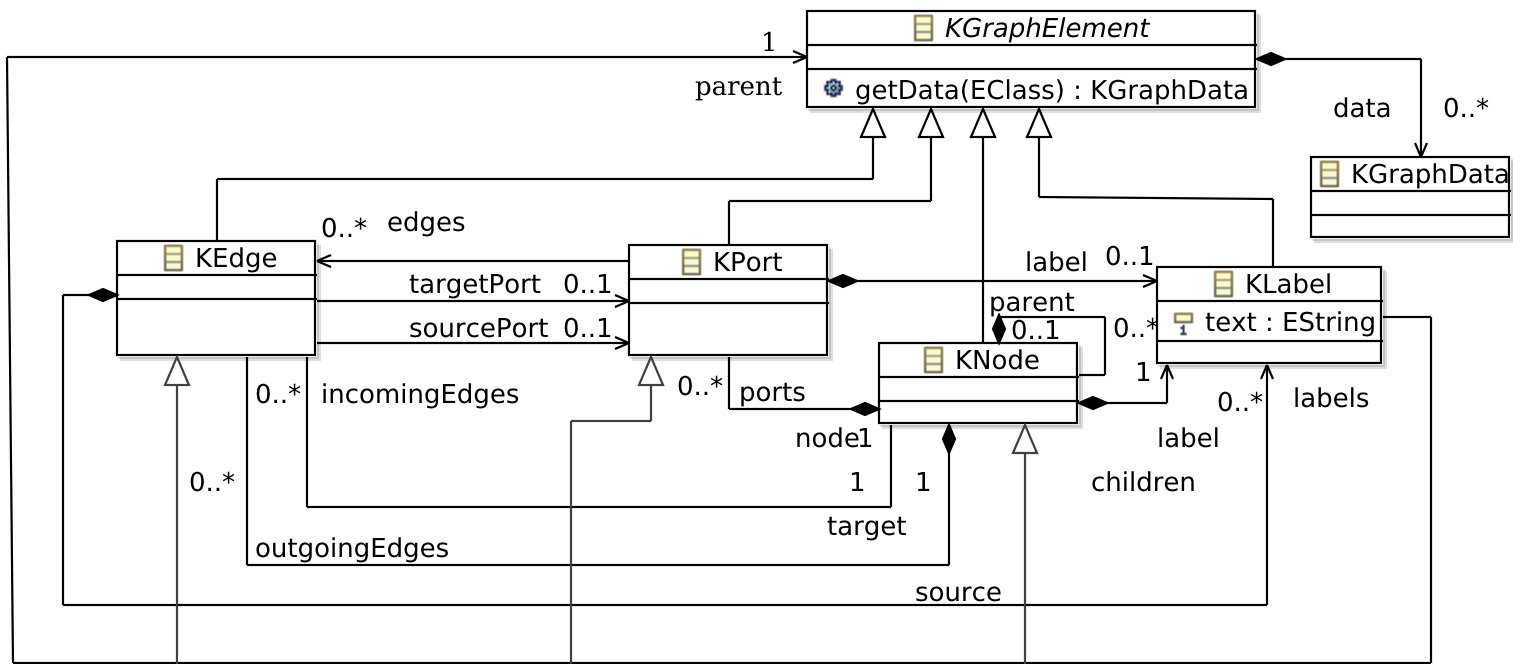 KGraphElement
1
parent
getData(EClass) : KGraphData
data 0..*
KGraphData
0..* edges
KEdge
KPort
label 0..1
targetPort 0..1
KLabel
parent
sourcePort 0..1
0..1 0..*
text : EString
1
KNode
1
0..* incomingEdges
0..* ports
0..* labels
node1
label
0..*
1 1
children
target
outgoingEdges
source